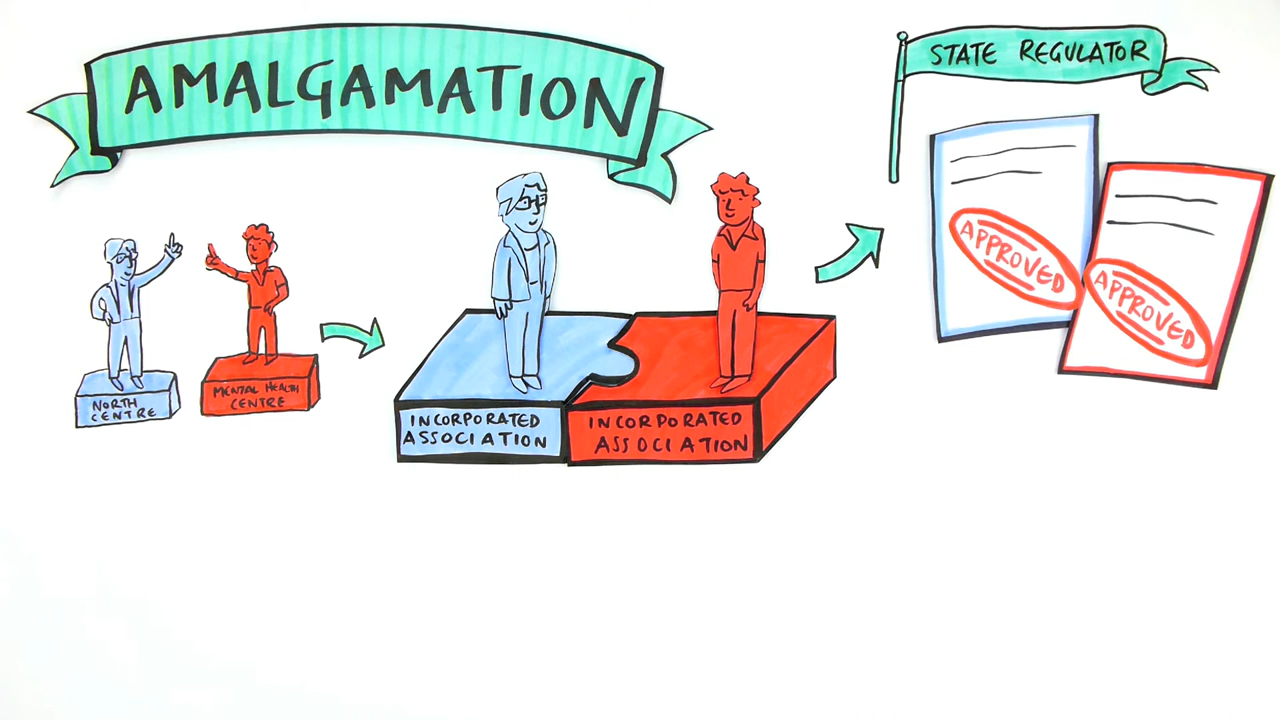 AMALGAMATION
STATE REGULATOR
APPROVED
APPROVED
NORTH
CENTRE
MENTAL HEALTH
CENTRE
INCORPORATED
ASSOCIATION
INCORPORATED
ASSOCIATION